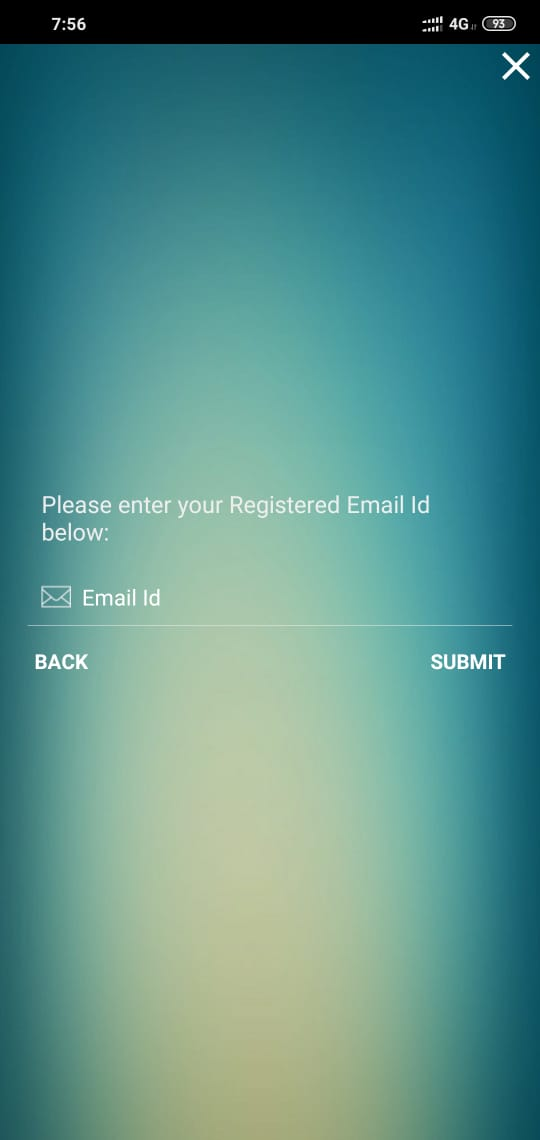 7:56
4G
93
Please enter your Registered Email Id
below:
Email Id
BACK
SUBMIT